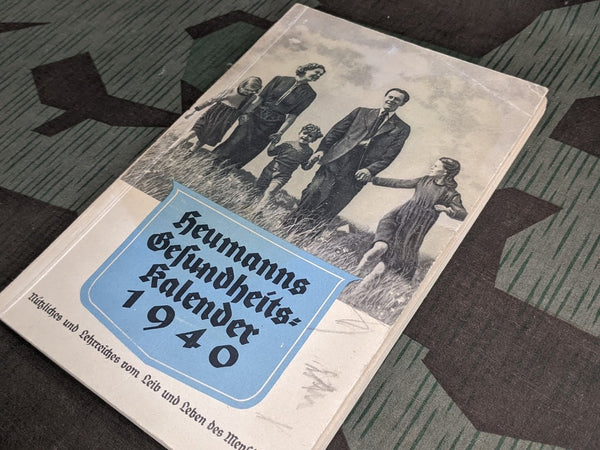 Heumanns
Gesundheits=
Kalender
1940
Nützliches und Lehrreiches vom Leib und Leben des